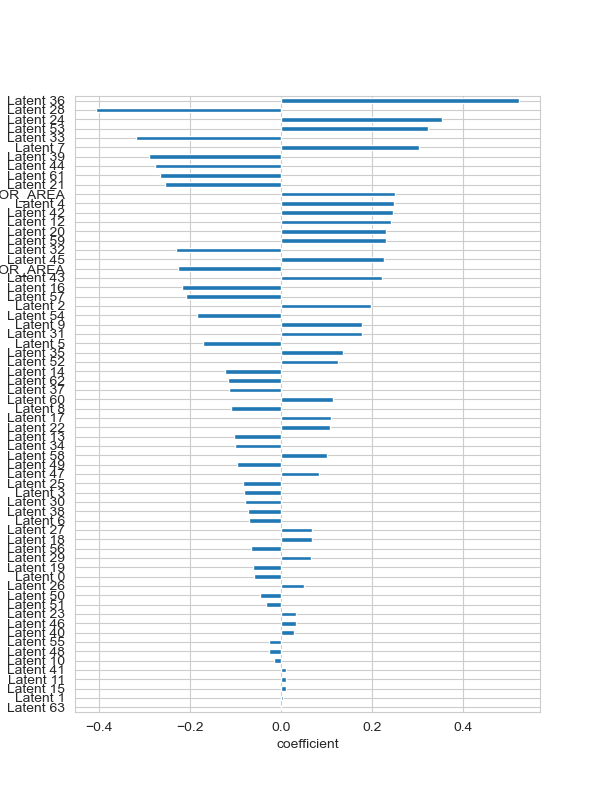 Latent 36
Latent 28
Latent 24
Latent 53
Latent 33
Latent 7
Latent 39
Latent 44
Latent 61
Latent 21
OR_AREA
Latent 4
Latent 42
Latent 12
Latent 20
Latent 59
Latent 32
Latent 45
OR_AREA
Latent 43
Latent 16
Latent 57
Latent 2
Latent 54
Latent 9
Latent 31
Latent 5
Latent 35
Latent 52
Latent 14
Latent 62
Latent 37
Latent 60
Latent 8
Latent 17
Latent 22
Latent 13
Latent 34
Latent 58
Latent 49
Latent 47
Latent 25
Latent 3
Latent 30
Latent 38
Latent 6
Latent 27
Latent 18
Latent 56
Latent 29
Latent 19
Latent 0
Latent 26
Latent 50
Latent 51
Latent 23
Latent 46
Latent 40
Latent 55
Latent 48
Latent 10
Latent 41
Latent 11
Latent 15
Latent 1
Latent 63
−0.4 −0.2 0.0 0.2 0.4
coefficient